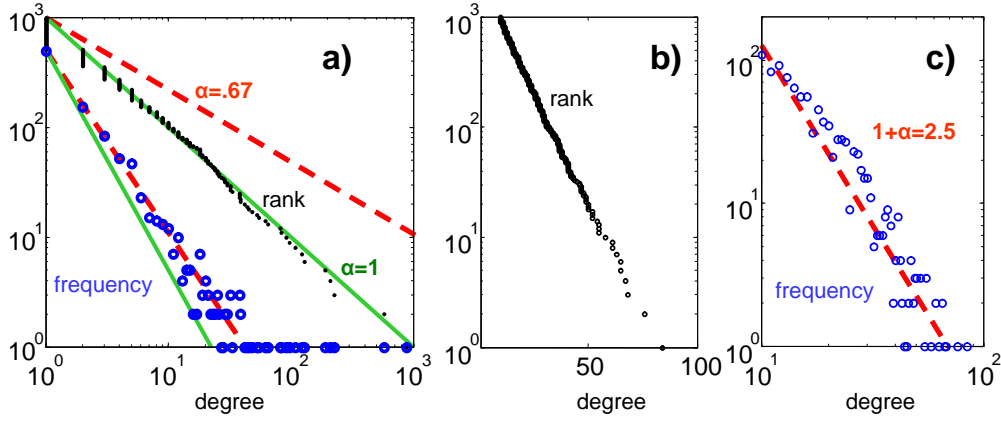 a)
α=.67
rank
α=1
frequency
10³
10²
10¹
10⁰
10⁰ 10¹ 10² 10³
degree
b)
rank
10³
10²
10¹
10⁰
50 100
degree
c)
1+α=2.5
frequency
10²
10¹
10⁰
10¹ 10²
degree